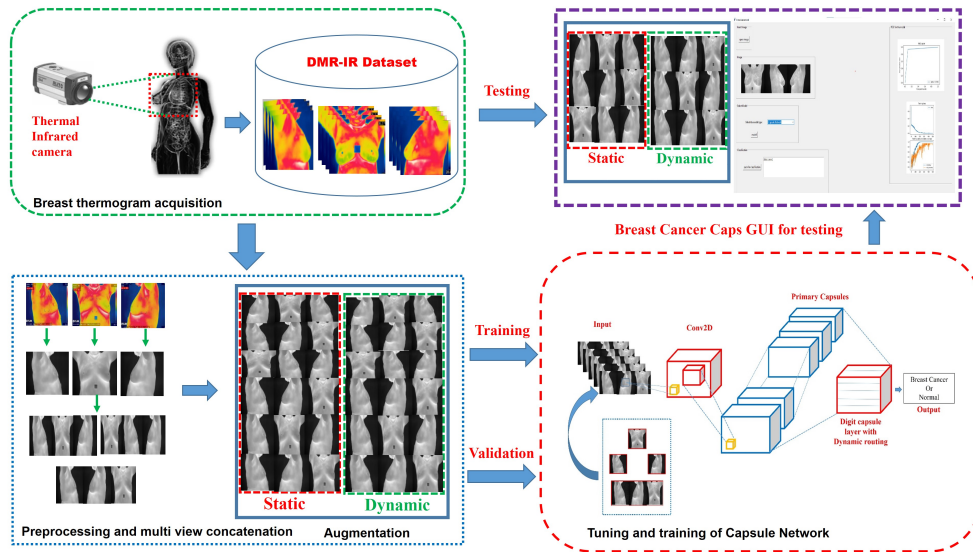 DMR-IR Dataset
Thermal
Infrared
camera
Breast thermogram acquisition
Testing
Static
Dynamic
Breast Cancer Caps GUI for testing
Static
Dynamic
Preprocessing and multi view concatenation
Augmentation
Training
Validation
Input
Conv2D
Primary Capsules
Digit capsule
layer with
Dynamic routing
Breast Cancer
Or
Normal
Output
Tuning and training of Capsule Network